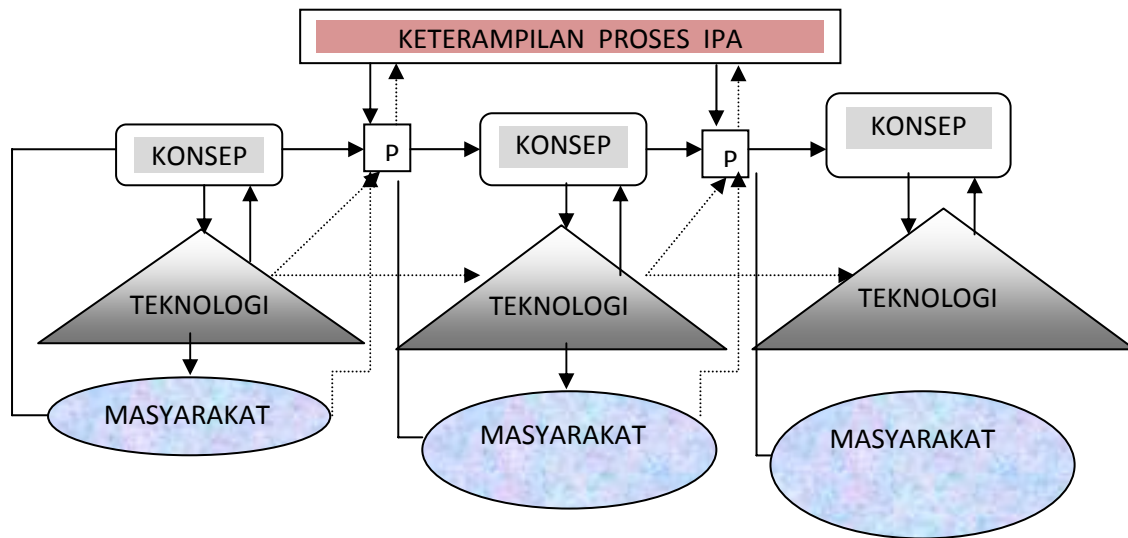 KETERAMPILAN PROSES IPA
KONSEP
P
KONSEP
P
KONSEP
TEKNOLOGI
TEKNOLOGI
TEKNOLOGI
MASYARAKAT
MASYARAKAT
MASYARAKAT